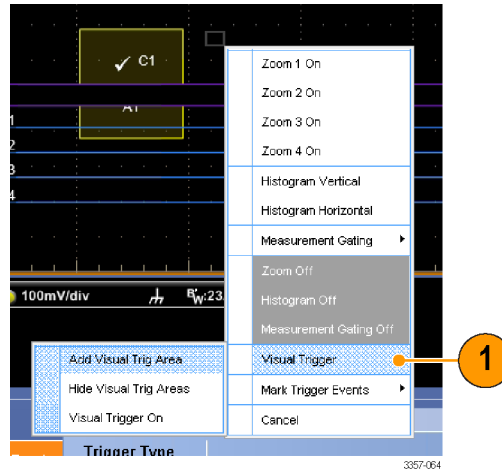 ✓ C1
A1
1
2
3
4
100mV/div
BW:23
Zoom 1 On
Zoom 2 On
Zoom 3 On
Zoom 4 On
Histogram Vertical
Histogram Horizontal
Measurement Gating
Zoom Off
Histogram Off
Measurement Gating Off
Visual Trigger
Mark Trigger Events
Cancel
Add Visual Trig Area
Hide Visual Trig Areas
Visual Trigger On
1
Trigger Type
3357-064